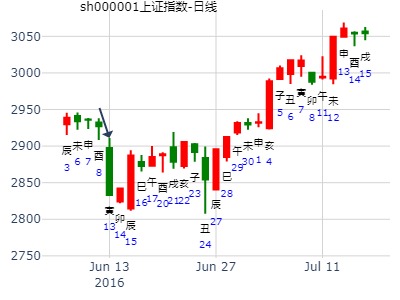 sh000001上证指数-日线
3050
3000
2950
2900
2850
2800
2750
辰
3
未
6
申
7
酉
8
寅
13
卯
14
辰
15
巳
16
午
17
酉
20
戌
21
亥
22
子
23
丑
24
辰
27
巳
28
午
29
未
30
申
1
亥
4
子
5
丑
6
寅
7
卯
8
午
11
未
12
申
13
酉
14
戌
15
Jun 13
2016
Jun 27
Jul 11